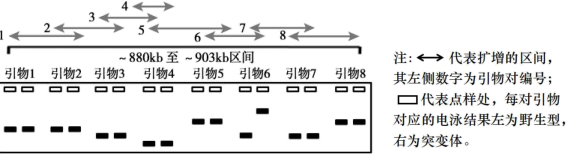 4
3
2 5 7
1 6 8
~880kb 至 ~903kb区间
引物1 引物2 引物3 引物4 引物5 引物6 引物7 引物8
注: 代表扩增的区间,
其左侧数字为引物对编号;
代表点样处,每对引物
对应的电泳结果左为野生型,
右为突变体。